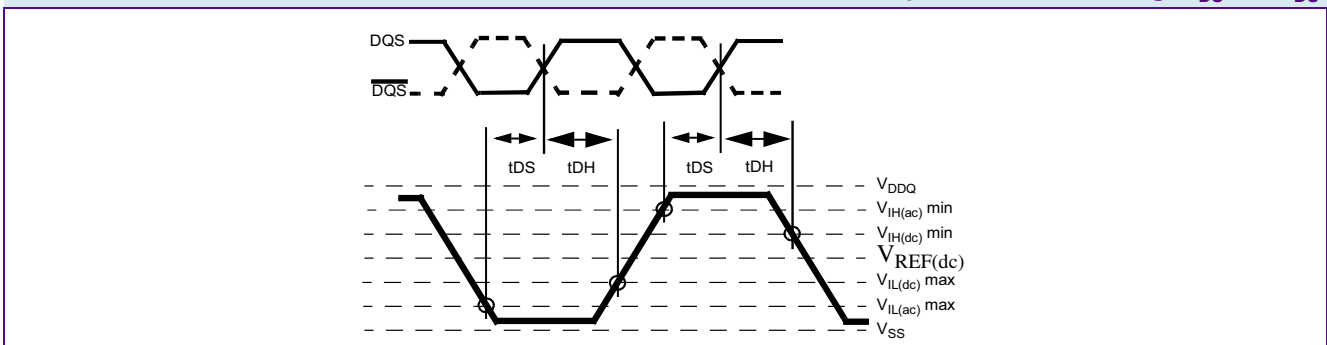 DQS
DQS
tDS tDH tDS tDH
VDDQ
VIH(ac) min
VIH(dc) min
VREF(dc)
VIL(dc) max
VIL(ac) max
VSS